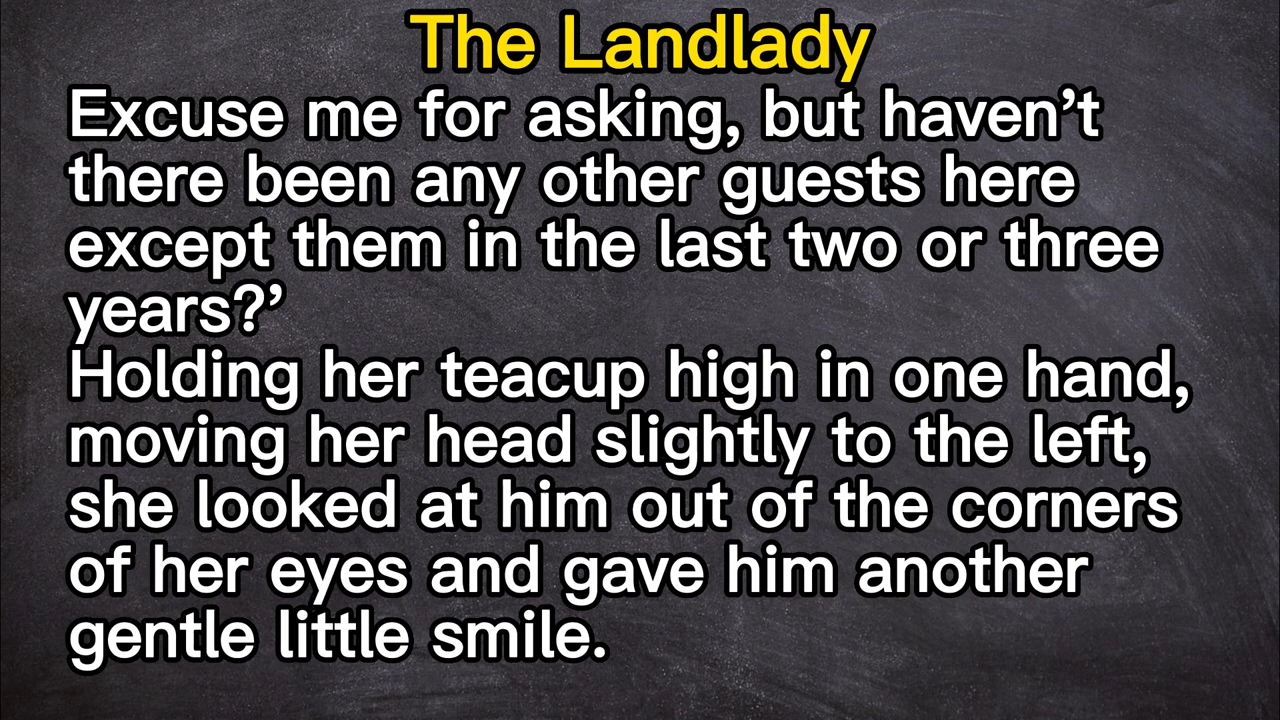 The Landlady
Excuse me for asking, but haven’t
there been any other guests here
except them in the last two or three
years?’
Holding her teacup high in one hand,
moving her head slightly to the left,
she looked at him out of the corners
of her eyes and gave him another
gentle little smile.